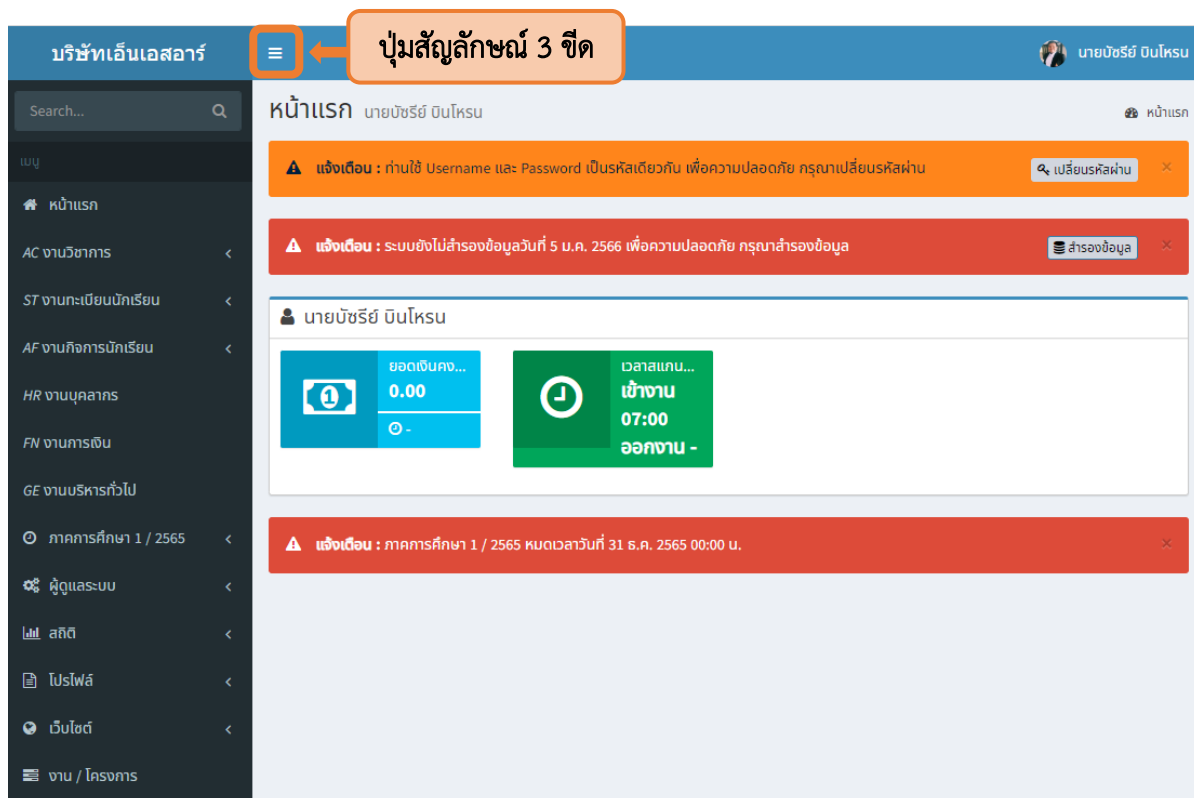 บริษัทเอ็นเอสอาร์
ปุ่มสัญลักษณ์ 3 ขีด
นายบัซรีย์ บินโหรน
Search...
หน้าแรก นายบัซรีย์ บินโหรน
หน้าแรก
เมนู
แจ้งเตือน : ท่านใช้ Username และ Password เป็นรหัสเดียวกัน เพื่อความปลอดภัย กรุณาเปลี่ยนรหัสผ่าน
เปลี่ยนรหัสผ่าน
×
หน้าแรก
AC งานวิชาการ
แจ้งเตือน : ระบบยังไม่สำรองข้อมูลวันที่ 5 ม.ค. 2566 เพื่อความปลอดภัย กรุณาสำรองข้อมูล
สำรองข้อมูล
×
ST งานทะเบียนนักเรียน
นายบัซรีย์ บินโหรน
AF งานกิจการนักเรียน
ยอดเงินคง...
0.00
-
เวลาสแกน...
เข้างาน
07:00
ออกงาน -
HR งานบุคลากร
FN งานการเงิน
GE งานบริหารทั่วไป
ภาคการศึกษา 1 / 2565
แจ้งเตือน : ภาคการศึกษา 1 / 2565 หมดเวลาวันที่ 31 ธ.ค. 2565 00:00 น.
×
ผู้ดูแลระบบ
สถิติ
โปรไฟล์
เว็บไซต์
งาน / โครงการ